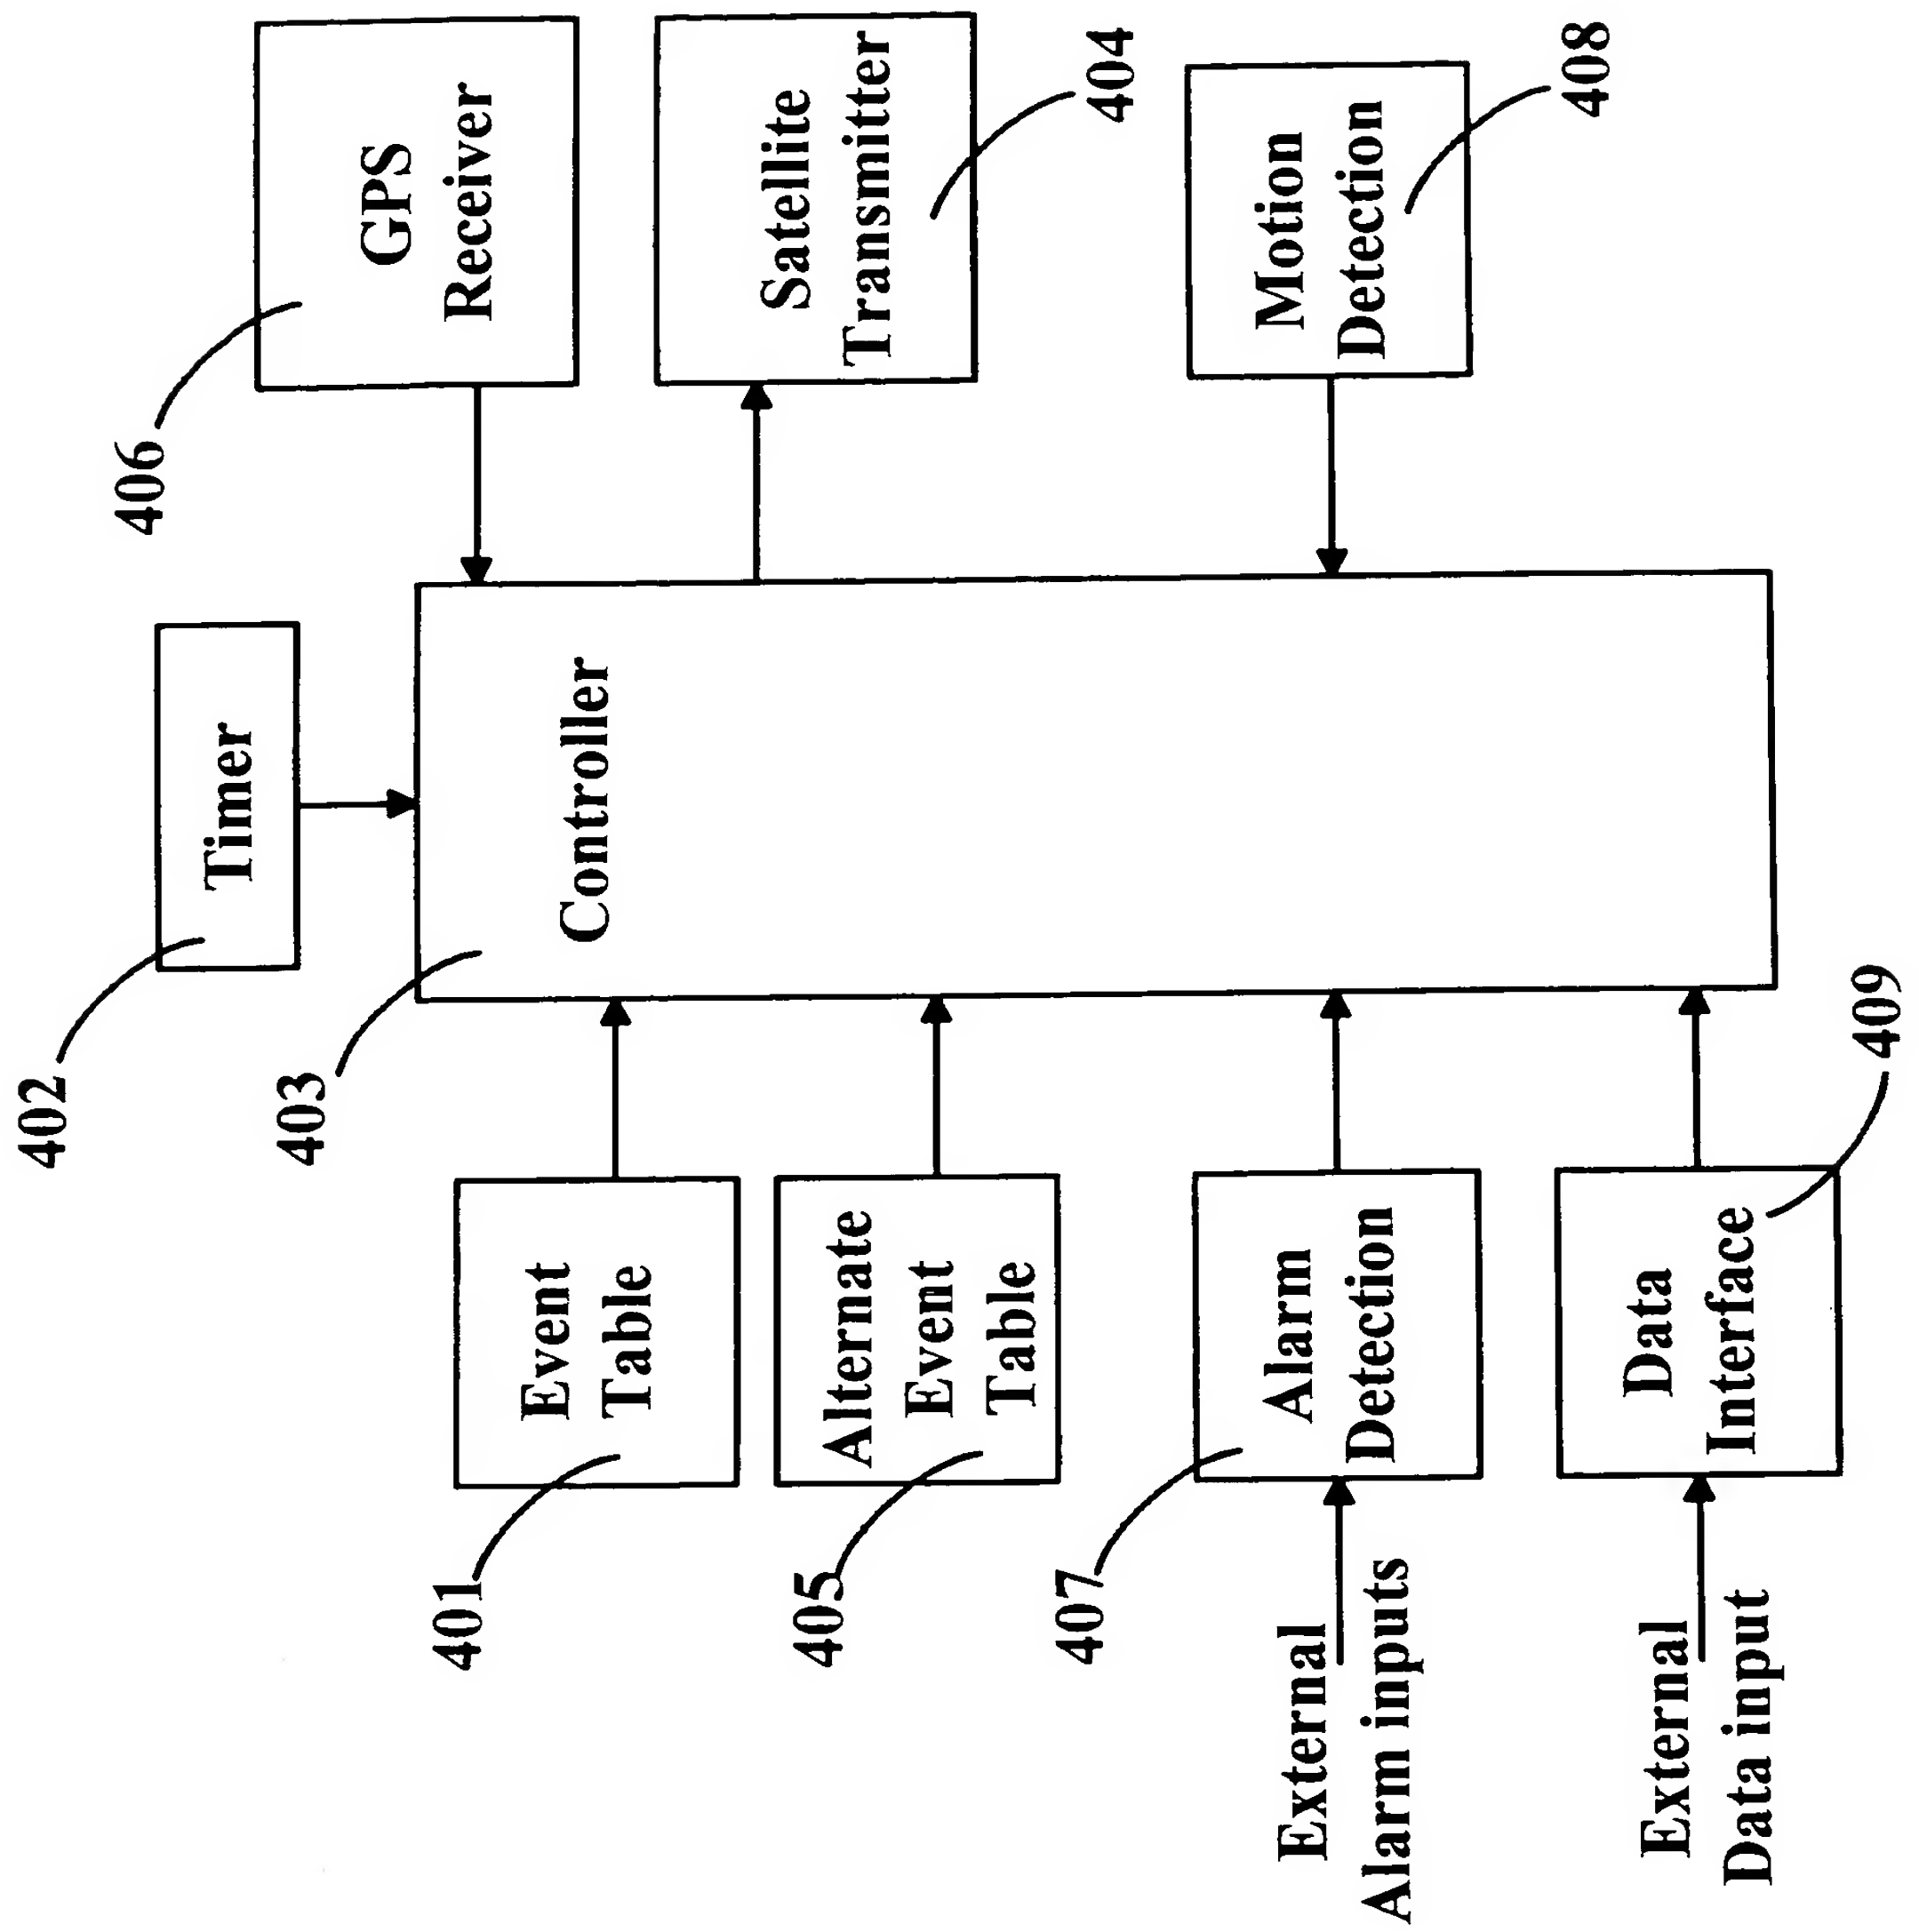 402
Timer
406
GPS
Receiver
403
Controller
401
Event
Table
Satellite
Transmitter
404
405
Alternate
Event
Table
407
Alarm
Detection
Motion
Detection
408
External
Alarm inputs
Data
Interface
409
External
Data input